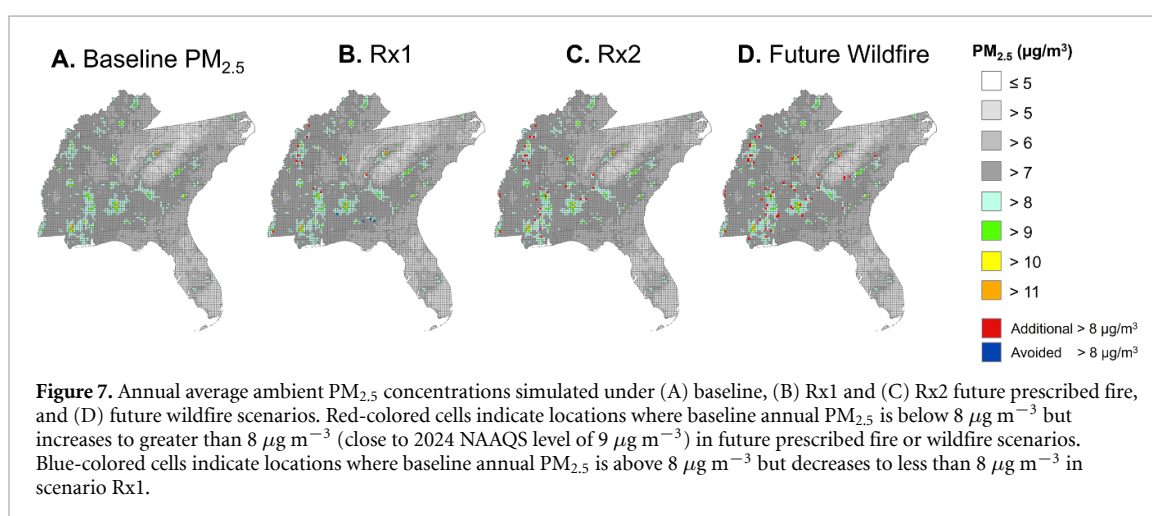 A. Baseline PM2.5
B. Rx1
C. Rx2
D. Future Wildfire
PM2.5 (µg/m³)
≤ 5
> 5
> 6
> 7
> 8
> 9
> 10
> 11
Additional > 8 µg/m³
Avoided > 8 µg/m³
Figure 7. Annual average ambient PM2.5 concentrations simulated under (A) baseline, (B) Rx1 and (C) Rx2 future prescribed fire,
and (D) future wildfire scenarios. Red-colored cells indicate locations where baseline annual PM2.5 is below 8 µg m−3 but
increases to greater than 8 µg m−3 (close to 2024 NAAQS level of 9 µg m−3) in future prescribed fire or wildfire scenarios.
Blue-colored cells indicate locations where baseline annual PM2.5 is above 8 µg m−3 but decreases to less than 8 µg m−3 in
scenario Rx1.